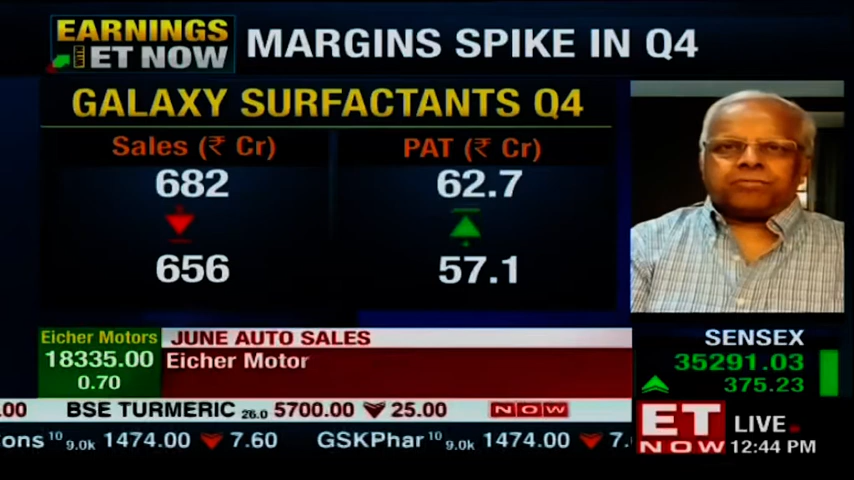 EARNINGS
ET NOW
MARGINS SPIKE IN Q4
GALAXY SURFACTANTS Q4
Sales (₹ Cr)
PAT (₹ Cr)
682
62.7
656
57.1
Eicher Motors
18335.00
0.70
JUNE AUTO SALES
Eicher Motor
SENSEX
35291.03
375.23
.00 BSE TURMERIC 26.0 5700.00 25.00 NOW
ons 10 9.0k 1474.00 7.60 GSKPhar 10 9.0k 1474.00 7.
ET
NOW
LIVE
12:44 PM